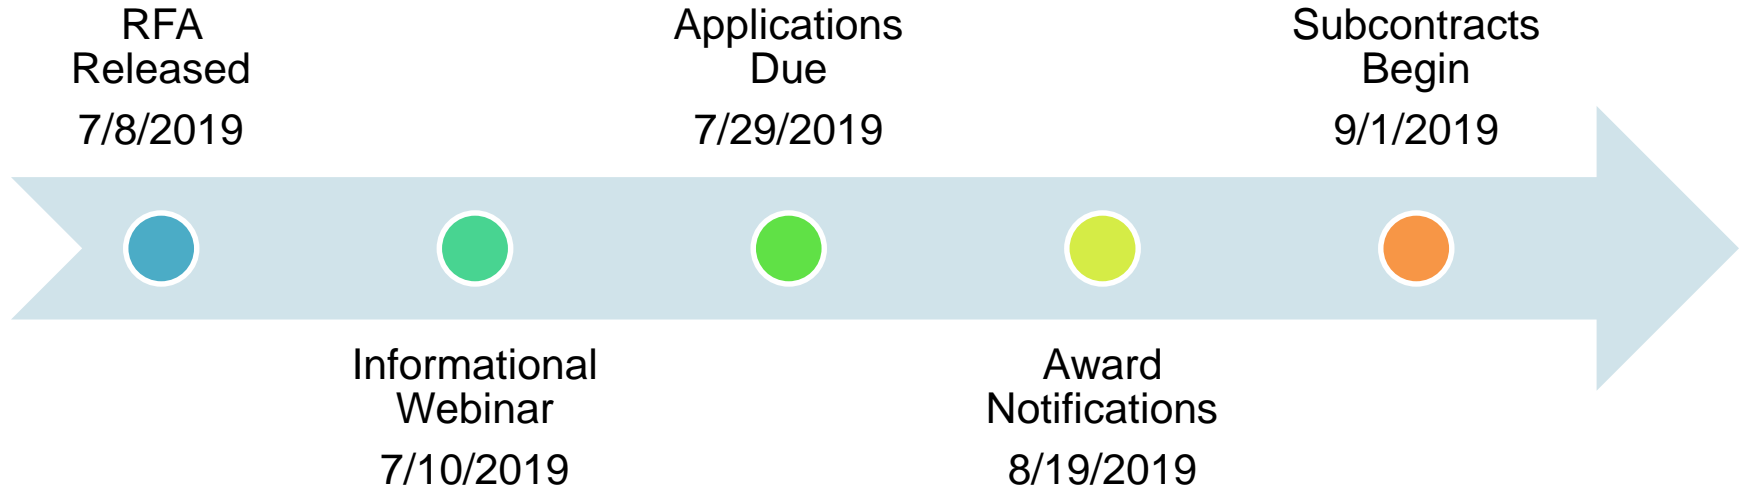 RFA
Released
7/8/2019
Informational
Webinar
7/10/2019
Applications
Due
7/29/2019
Award
Notifications
8/19/2019
Subcontracts
Begin
9/1/2019